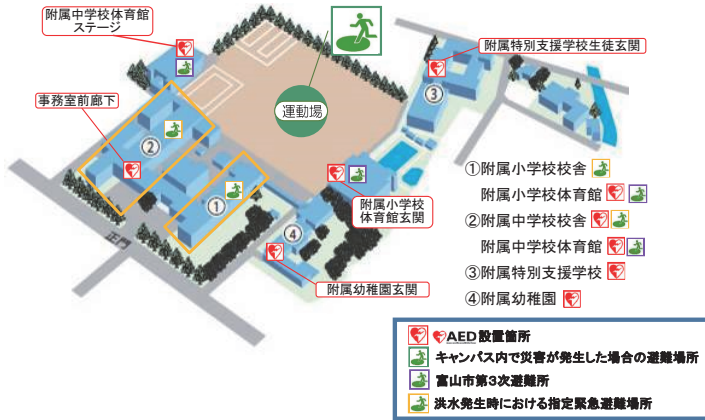 附属中学校体育館
ステージ
附属特別支援学校生徒玄関
事務室前廊下
運動場
③
②
①
④
附属小学校
体育館玄関
正門
附属幼稚園玄関
①附属小学校校舎
附属小学校体育館
②附属中学校校舎
附属中学校体育館
③附属特別支援学校
④附属幼稚園
AED設置箇所
キャンパス内で災害が発生した場合の避難場所
富山市第3次避難所
洪水発生時における指定緊急避難場所